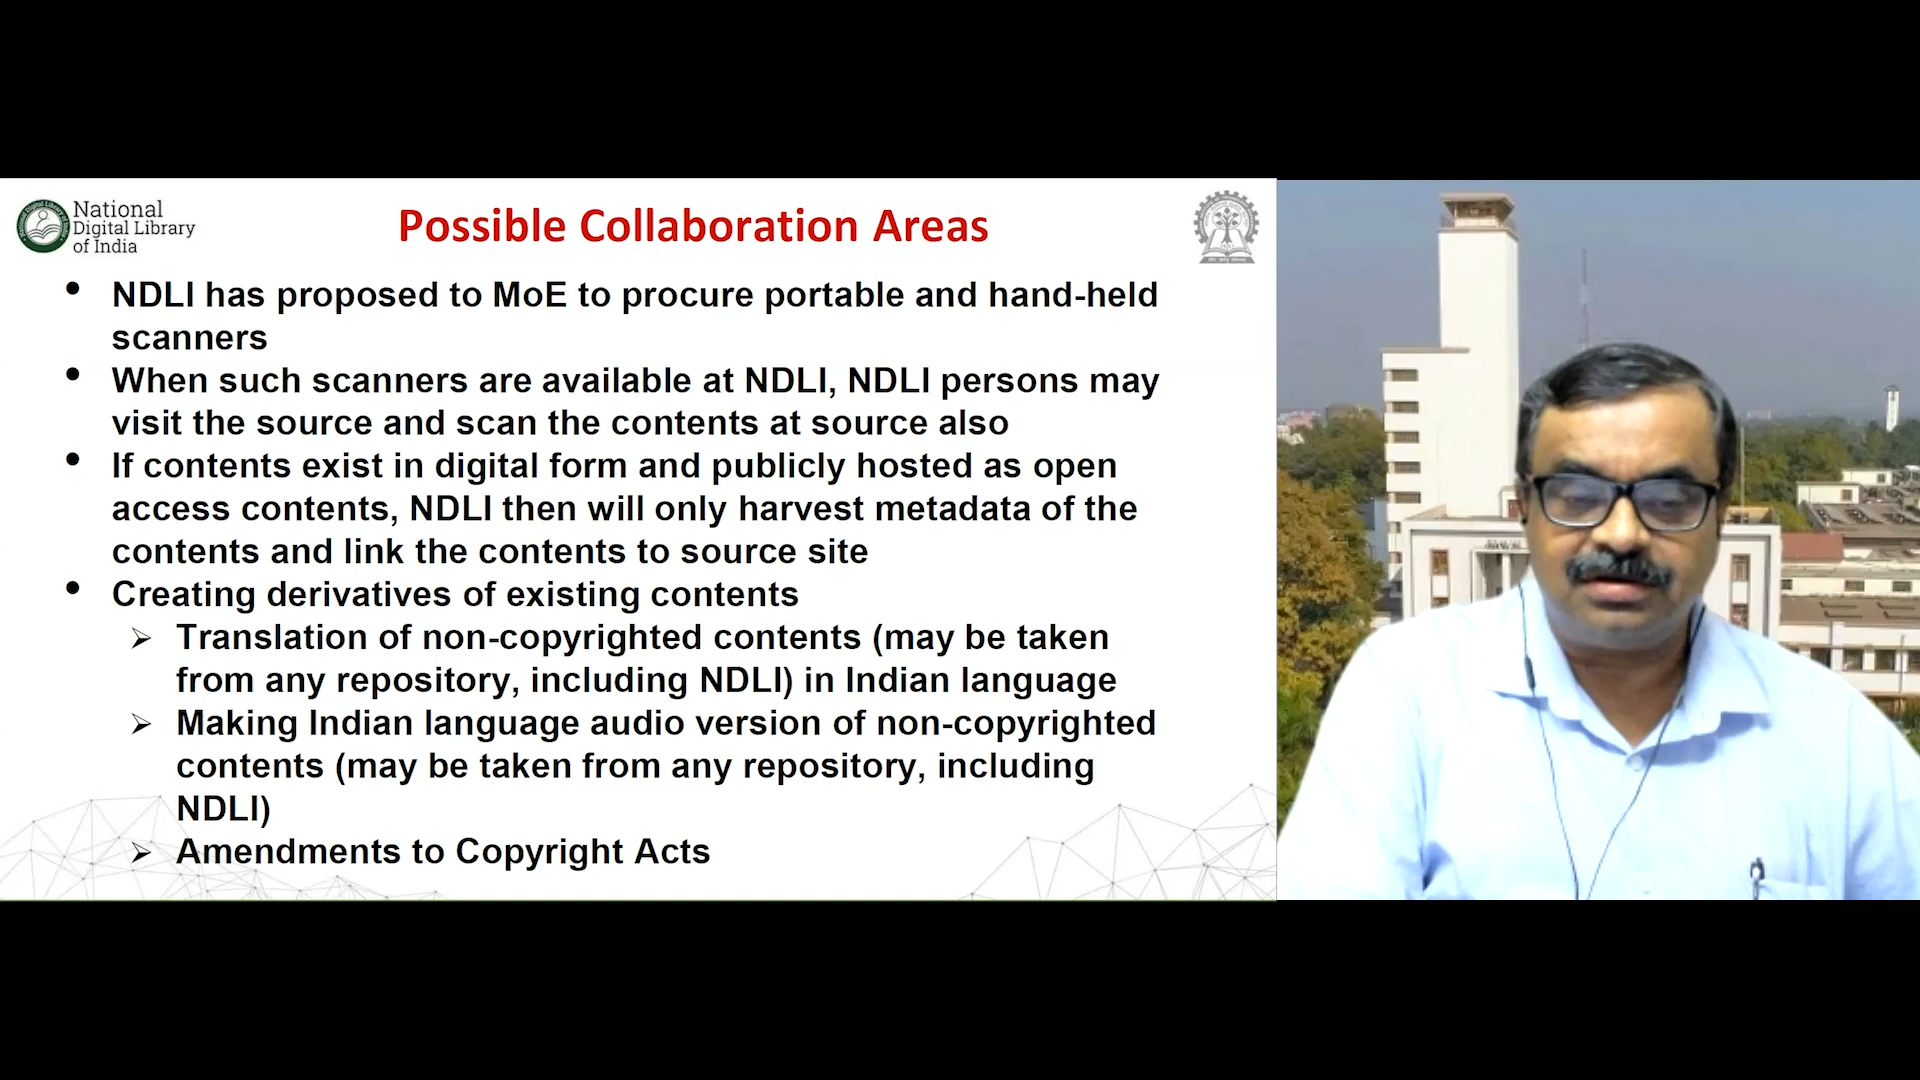 National
Digital Library
of India
Possible Collaboration Areas
• NDLI has proposed to MoE to procure portable and hand-held
scanners
• When such scanners are available at NDLI, NDLI persons may
visit the source and scan the contents at source also
• If contents exist in digital form and publicly hosted as open
access contents, NDLI then will only harvest metadata of the
contents and link the contents to source site
• Creating derivatives of existing contents
➢ Translation of non-copyrighted contents (may be taken
from any repository, including NDLI) in Indian language
➢ Making Indian language audio version of non-copyrighted
contents (may be taken from any repository, including
NDLI)
➢ Amendments to Copyright Acts